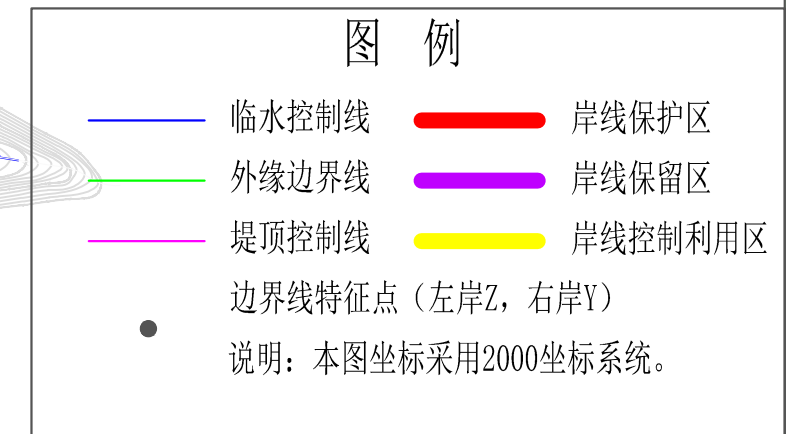 图 例
临水控制线 岸线保护区
外缘边界线 岸线保留区
堤顶控制线 岸线控制利用区
边界线特征点（左岸Z，右岸Y）
说明：本图坐标采用2000坐标系统。